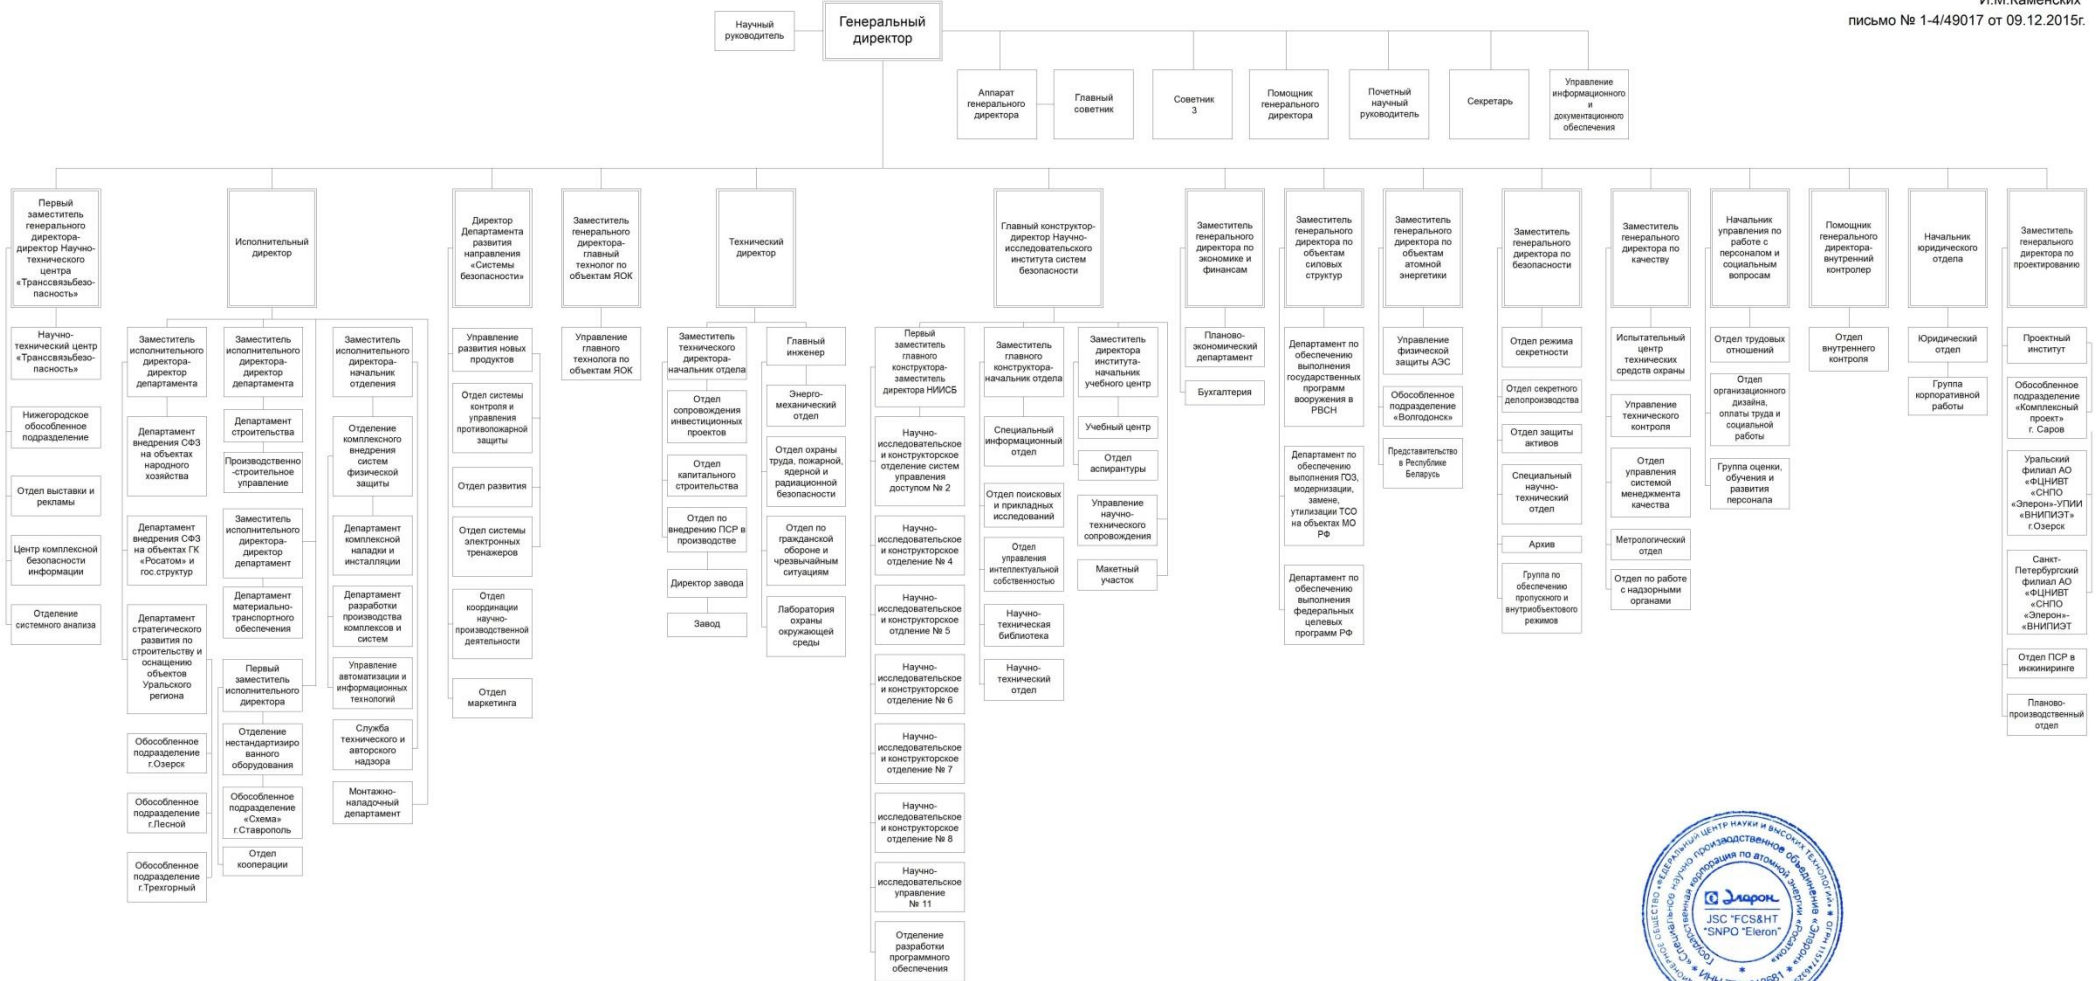 И.М.Каменских
письмо № 1-4/49017 от 09.12.2015г.
Научный
руководитель
Генеральный
директор
Аппарат
генерального
директора
Главный
советник
Советник
3
Помощник
генерального
директора
Почетный
научный
руководитель
Секретарь
Управление
информационного
и
документационного
обеспечения
Первый
заместитель
генерального
директора-
директор Научно-
технического
центра
«Транссвязьбезо-
пасность»
Исполнительный
директор
Директор
Департамента
развития
направления
«Системы
безопасности»
Заместитель
генерального
директора-
главный
технолог по
объектам ЯОК
Технический
директор
Главный конструктор-
директор Научно-
исследовательского
института систем
безопасности
Заместитель
генерального
директора по
экономике и
финансам
Заместитель
генерального
директора по
объектам
силовых
структур
Заместитель
генерального
директора по
объектам
атомной
энергетики
Заместитель
генерального
директора по
безопасности
Заместитель
генерального
директора по
качеству
Начальник
управления по
работе с
персоналом и
социальным
вопросам
Помощник
генерального
директора-
внутренний
контролер
Начальник
юридического
отдела
Заместитель
генерального
директора по
проектированию
Научно-
технический центр
«Транссвязьбезо-
пасность»
Нижегородское
обособленное
подразделение
Отдел выставки и
рекламы
Центр комплексной
безопасности
информации
Отделение
системного анализа
Заместитель
исполнительного
директора-
директор
департамента
Департамент
внедрения СФЗ
на объектах
народного
хозяйства
Департамент
внедрения СФЗ
на объектах ГК
«Росатом» и
гос.структур
Департамент
стратегического
развития по
строительству и
оснащению
объектов
Уральского
региона
Обособленное
подразделение
г.Озерск
Обособленное
подразделение
г.Лесной
Обособленное
подразделение
г.Трехгорный
Заместитель
исполнительного
директора-
директор
департамента
Департамент
строительства
Производственно
-строительное
управление
Заместитель
исполнительного
директора-
директор
департамент
Департамент
материально-
транспортного
обеспечения
Первый
заместитель
исполнительного
директора
Отделение
нестандартизиро
ванного
оборудования
Обособленное
подразделение
«Схема»
г.Ставрополь
Отдел
кооперации
Заместитель
исполнительного
директора-
начальник
отделения
Отделение
комплексного
внедрения
систем
физической
защиты
Департамент
комплексной
наладки и
инсталляции
Департамент
разработки
производства
комплексов и
систем
Управление
автоматизации и
информационных
технологий
Служба
технического и
авторского
надзора
Монтажно-
наладочный
департамент
Управление
развития новых
продуктов
Отдел системы
контроля и
управления
противопожарной
защиты
Отдел развития
Отдел системы
электронных
тренажеров
Отдел
координации
научно-
производственной
деятельности
Отдел
маркетинга
Управление
главного
технолога по
объектам ЯОК
Заместитель
технического
директора-
начальник отдела
Отдел
сопровождения
инвестиционных
проектов
Отдел
капитального
строительства
Отдел по
внедрению ПСР в
производстве
Директор завода
Завод
Главный
инженер
Энерго-
механический
отдел
Отдел охраны
труда, пожарной,
ядерной и
радиационной
безопасности
Отдел по
гражданской
обороне и
чрезвычайным
ситуациям
Лаборатория
охраны
окружающей
среды
Первый
заместитель
главного
конструктора-
заместитель
директора НИИСБ
Научно-
исследовательское
и конструкторское
отделение систем
управления
доступом № 2
Научно-
исследовательское
и конструкторское
отделение № 4
Научно-
исследовательское
и конструкторское
отдление № 5
Научно-
исследовательское
и конструкторское
отделение № 6
Научно-
исследовательское
и конструкторское
отделение № 7
Научно-
исследовательское
и конструкторское
отделение № 8
Научно-
исследовательское
управление
№ 11
Отделение
разработки
программного
обеспечения
Заместитель
главного
конструктора-
начальник отдела
Специальный
информационный
отдел
Отдел поисковых
и прикладных
исследований
Отдел
управления
интеллектуальной
собственностью
Научно-
техническая
библиотека
Научно-
технический
отдел
Заместитель
директора
института-
начальник
учебного центр
Учебный центр
Отдел
аспирантуры
Управление
научно-
технического
сопровождения
Макетный
участок
Планово-
экономический
департамент
Бухгалтерия
Департамент по
обеспечению
выполнения
государственных
программ
вооружения в
РВСН
Департамент по
обеспечению
выполнения ГОЗ,
модернизации,
замене,
утилизации ТСО
на объектах МО
РФ
Департамент по
обеспечению
выполнения
федеральных
целевых
программ РФ
Управление
физической
защиты АЭС
Обособленное
подразделение
«Волгодонск»
Представительство
в Республике
Беларусь
Отдел режима
секретности
Отдел секретного
делопроизводства
Отдел защиты
активов
Специальный
научно-
технический
отдел
Архив
Группа по
обеспечению
пропускного и
внутриобъектового
режимов
Испытательный
центр
технических
средств охраны
Управление
технического
контроля
Отдел
управления
системой
менеджмента
качества
Метрологический
отдел
Отдел по работе
с надзорными
органами
Отдел трудовых
отношений
Отдел
организационного
дизайна,
оплаты труда и
социальной
работы
Группа оценки,
обучения и
развития
персонала
Отдел
внутреннего
контроля
Юридический
отдел
Группа
корпоративной
работы
Проектный
институт
Обособленное
подразделение
«Комплексный
проект»
г. Саров
Уральский
филиал АО
«ФЦНИВТ
«СНПО
«Элерон»-УПИИ
«ВНИПИЭТ»
г.Озерск
Санкт-
Петербургский
филиал АО
«ФЦНИВТ
«СНПО
«Элерон»-
«ВНИПИЭТ
Отдел ПСР в
инжиниринге
Планово-
производственный
отдел
«ФЕДЕРАЛЬНЫЙ ЦЕНТР НАУКИ И ВЫСОКИХ ТЕХНОЛОГИЙ» * ОГРН
«Специальное научно производственное объединение «Элерон»
Государственная корпорация по атомной энергии «Росатом»
Элерон
JSC "FCS&HT
"SNPO "Eleron"